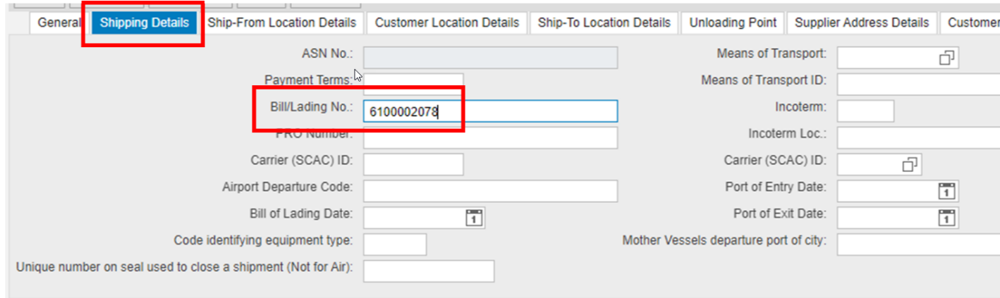 General Shipping Details Ship-From Location Details Customer Location Details Ship-To Location Details Unloading Point Supplier Address Details Customer
ASN No.: Means of Transport:
Payment Terms: Means of Transport ID:
Bill/Lading No.: 6100002078 Incoterm:
PRO Number: Incoterm Loc.:
Carrier (SCAC) ID: Carrier (SCAC) ID:
Airport Departure Code: Port of Entry Date: 1
Bill of Lading Date: 1 Port of Exit Date: 1
Code identifying equipment type: Mother Vessels departure port of city:
Unique number on seal used to close a shipment (Not for Air):